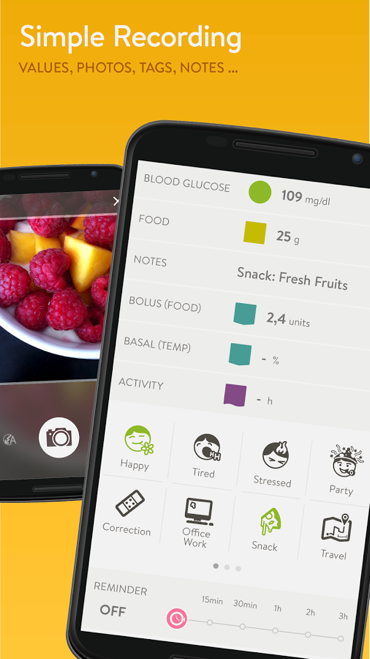 Simple Recording
VALUES, PHOTOS, TAGS, NOTES ...
BLOOD GLUCOSE 109 mg/dl
FOOD 25 g
NOTES Snack: Fresh Fruits
BOLUS (FOOD) 2,4 units
BASAL (TEMP) - %
ACTIVITY - h
Happy Tired Stressed Party
Correction Office Work Snack Travel
REMINDER
OFF
15min 30min 1h 2h 3h